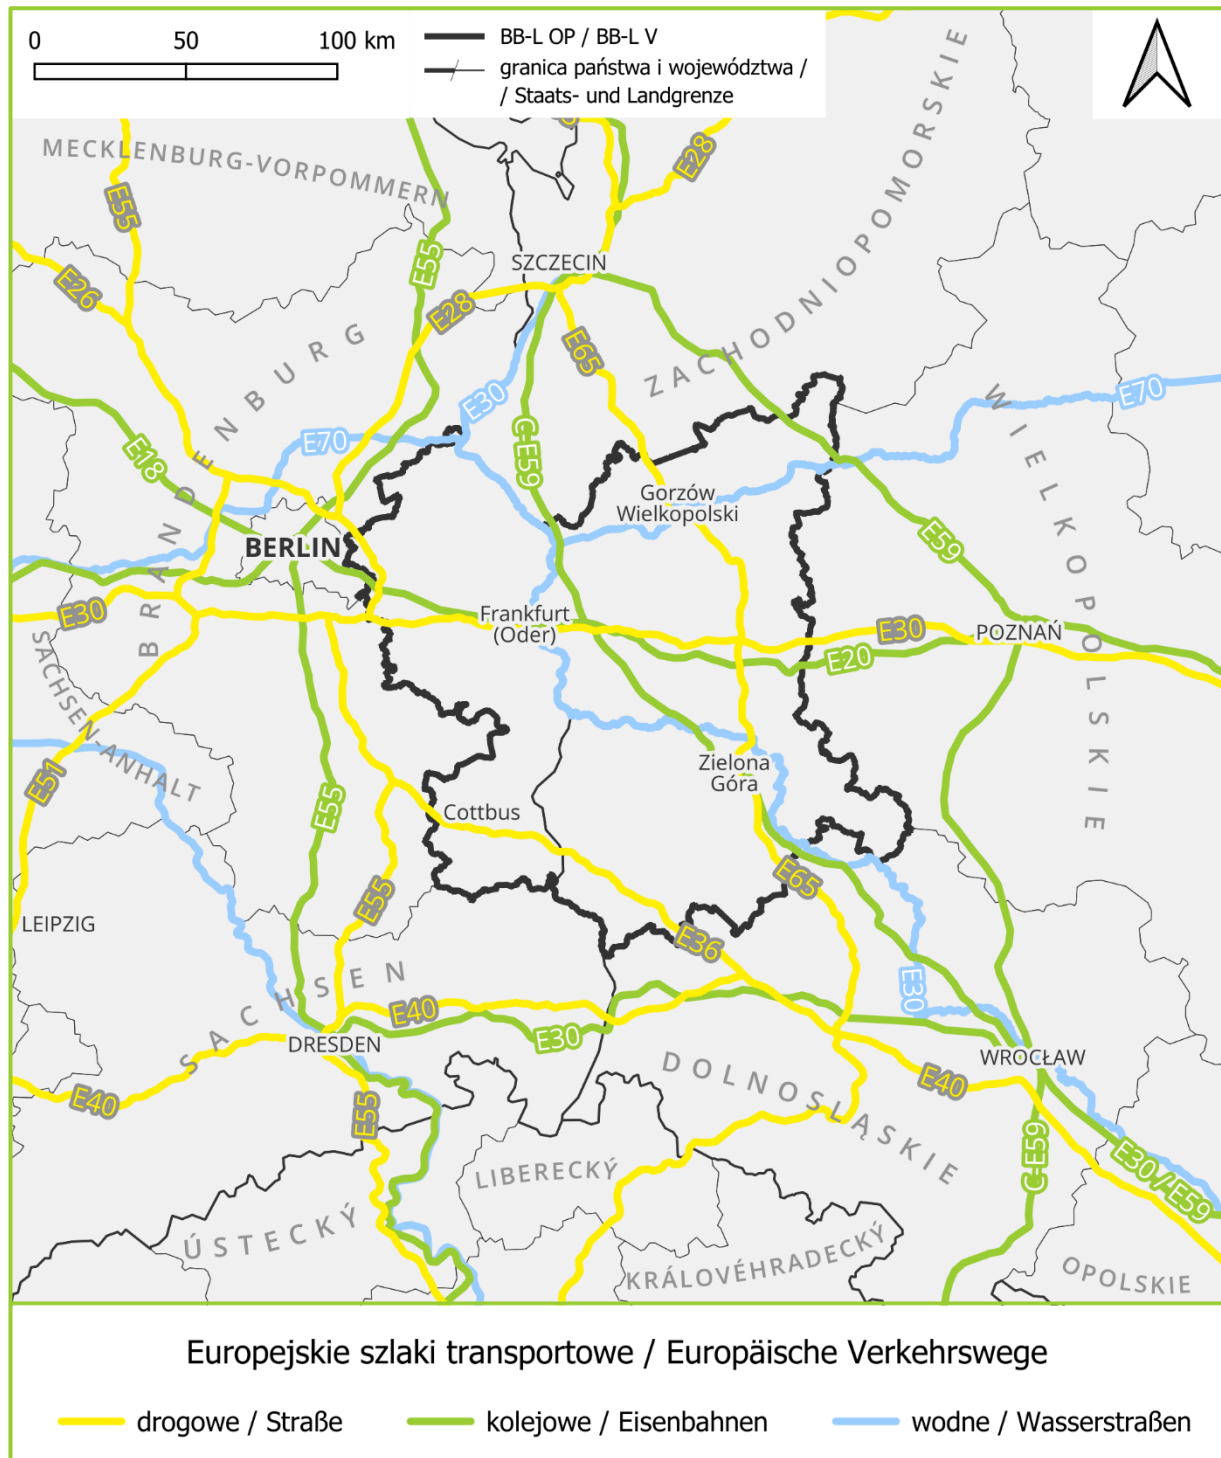 0 50 100 km
BB-L OP / BB-L V
granica państwa i województwa /
/ Staats- und Landgrenze
MECKLENBURG-VORPOMMERN
ZACHODNIOPOMORSKIE
E28
E55
E55
SZCZECIN
E26
E28
E65
BRANDENBURG
E30
E70
WIELKOPOLSKIE
E70
E18
C-E59
Gorzów
Wielkopolski
BERLIN
E59
E30
Frankfurt
(Oder)
E30
POZNAŃ
E20
SACHSEN-ANHALT
E51
E55
Zielona
Góra
Cottbus
E65
E55
LEIPZIG
E36
E30
SACHSEN
E40
E30
DRESDEN
WROCŁAW
DOLNOŚLĄSKIE
E40
E40
E55
C-E59
E30/E59
LIBERECKÝ
ÚSTECKÝ
KRÁLOVÉHRADECKÝ
OPOLSKIE
Europejskie szlaki transportowe / Europäische Verkehrswege
drogowe / Straße
kolejowe / Eisenbahnen
wodne / Wasserstraßen